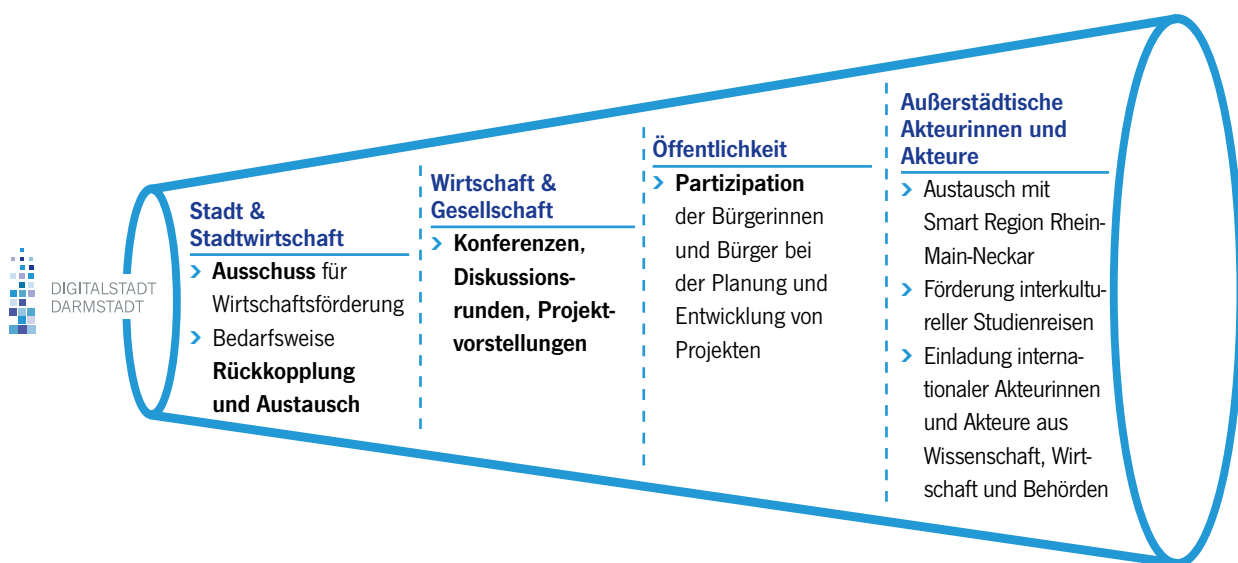 DIGITALSTADT
DARMSTADT
Stadt &
Stadtwirtschaft
› Ausschuss für
Wirtschaftsförderung
› Bedarfsweise
Rückkopplung
und Austausch
Wirtschaft &
Gesellschaft
› Konferenzen,
Diskussions-
runden, Projekt-
vorstellungen
Öffentlichkeit
› Partizipation
der Bürgerinnen
und Bürger bei
der Planung und
Entwicklung von
Projekten
Außerstädtische
Akteurinnen und
Akteure
› Austausch mit
Smart Region Rhein-
Main-Neckar
› Förderung interkultu-
reller Studienreisen
› Einladung interna-
tionaler Akteurinnen
und Akteure aus
Wissenschaft, Wirt-
schaft und Behörden